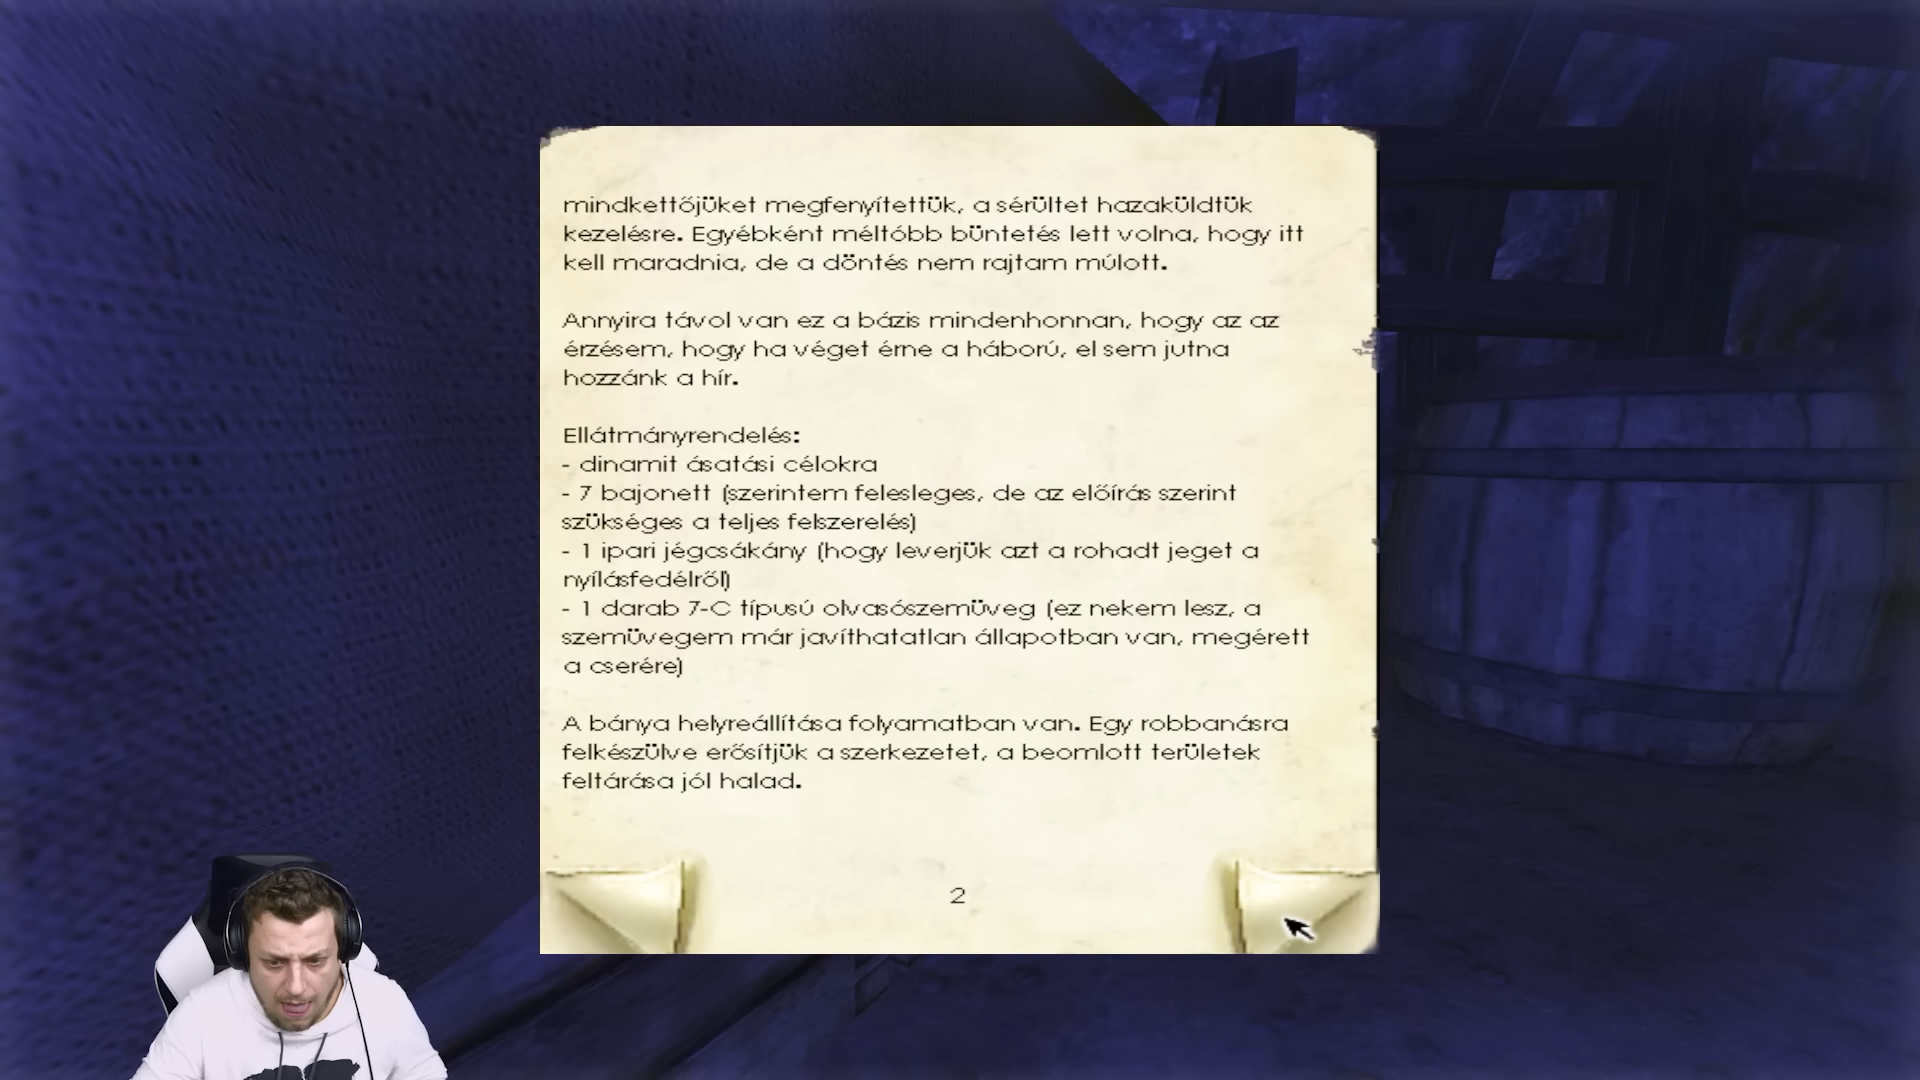 mindkettőjüket megfenyítettük, a sérültet hazaküldtük
kezelésre. Egyébként méltóbb büntetés lett volna, hogy itt
kell maradnia, de a döntés nem rajtam múlott.
Annyira távol van ez a bázis mindenhonnan, hogy az az
érzésem, hogy ha véget érne a háború, el sem jutna
hozzánk a hír.
Ellátmányrendelés:
- dinamit ásatási célokra
- 7 bajonett (szerintem felesleges, de az előírás szerint
szükséges a teljes felszerelés)
- 1 ipari jégcsákány (hogy leverjük azt a rohadt jeget a
nyílásfedélről)
- 1 darab 7-C típusú olvasószemüveg (ez nekem lesz, a
szemüvegem már javíthatatlan állapotban van, megérett
a cserére)
A bánya helyreállítása folyamatban van. Egy robbanásra
felkészülve erősítjük a szerkezetet, a beomlott területek
feltárása jól halad.
2